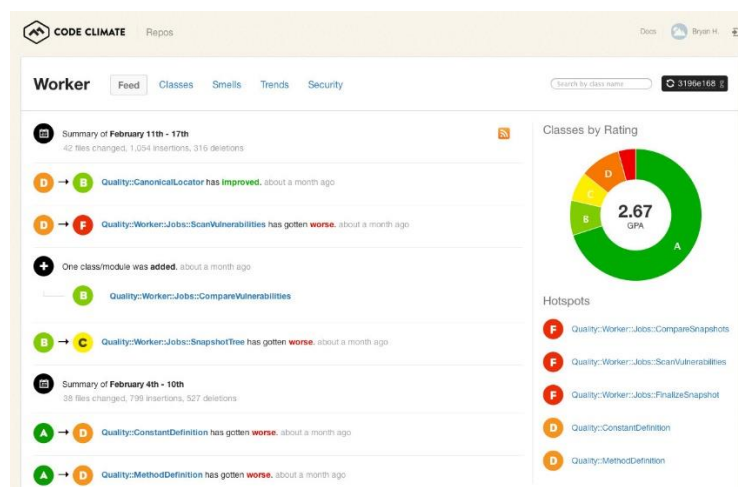 CODE CLIMATE Repos Docs Bryan H.
Worker Feed Classes Smells Trends Security Search by class name 3196e168
Summary of February 11th - 17th
42 files changed, 1,054 insertions, 316 deletions
D → B Quality::CanonicalLocator has improved. about a month ago
D → F Quality::Worker::Jobs::ScanVulnerabilities has gotten worse. about a month ago
One class/module was added. about a month ago
B Quality::Worker::Jobs::CompareVulnerabilities
B → C Quality::Worker::Jobs::SnapshotTree has gotten worse. about a month ago
Summary of February 4th - 10th
38 files changed, 799 insertions, 527 deletions
A → D Quality::ConstantDefinition has gotten worse. about a month ago
A → D Quality::MethodDefinition has gotten worse. about a month ago
Classes by Rating
D
C
B
2.67
GPA
A
Hotspots
F Quality::Worker::Jobs::CompareSnapshots
F Quality::Worker::Jobs::ScanVulnerabilities
F Quality::Worker::Jobs::FinalizeSnapshot
D Quality::ConstantDefinition
D Quality::MethodDefinition